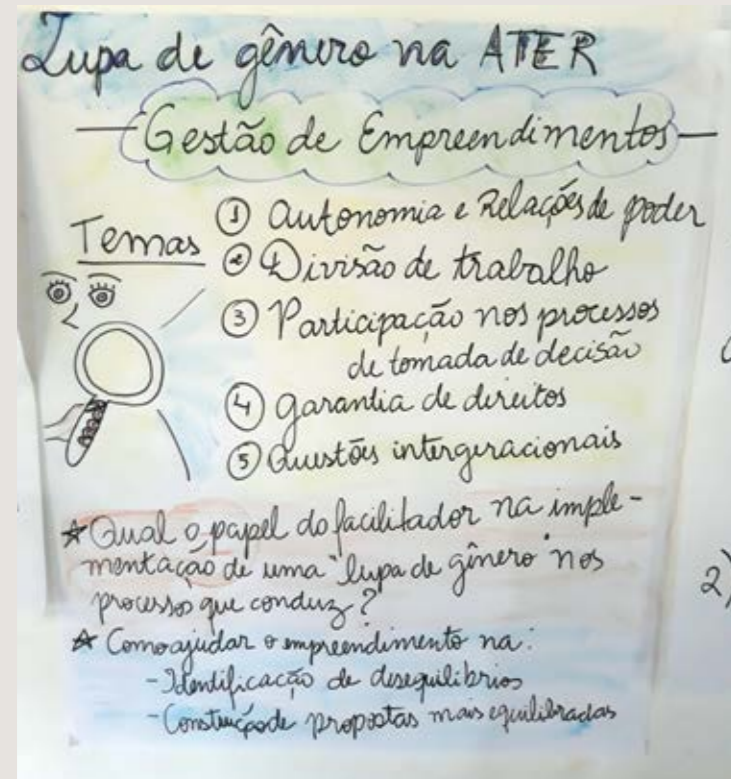 Lupa de gênero na ATER
Gestão de Empreendimentos
Temas
① Autonomia e Relações de poder
② Divisão de trabalho
③ Participação nos processos
de tomada de decisão
④ garantia de direitos
⑤ Questões intergeracionais
★ Qual o papel do facilitador na imple-
mentação de uma "lupa de gênero" nos
processos que conduz?
★ Como ajudar o empreendimento na:
- Identificação de desequilíbrios
- Construção de propostas mais equilibradas
2)